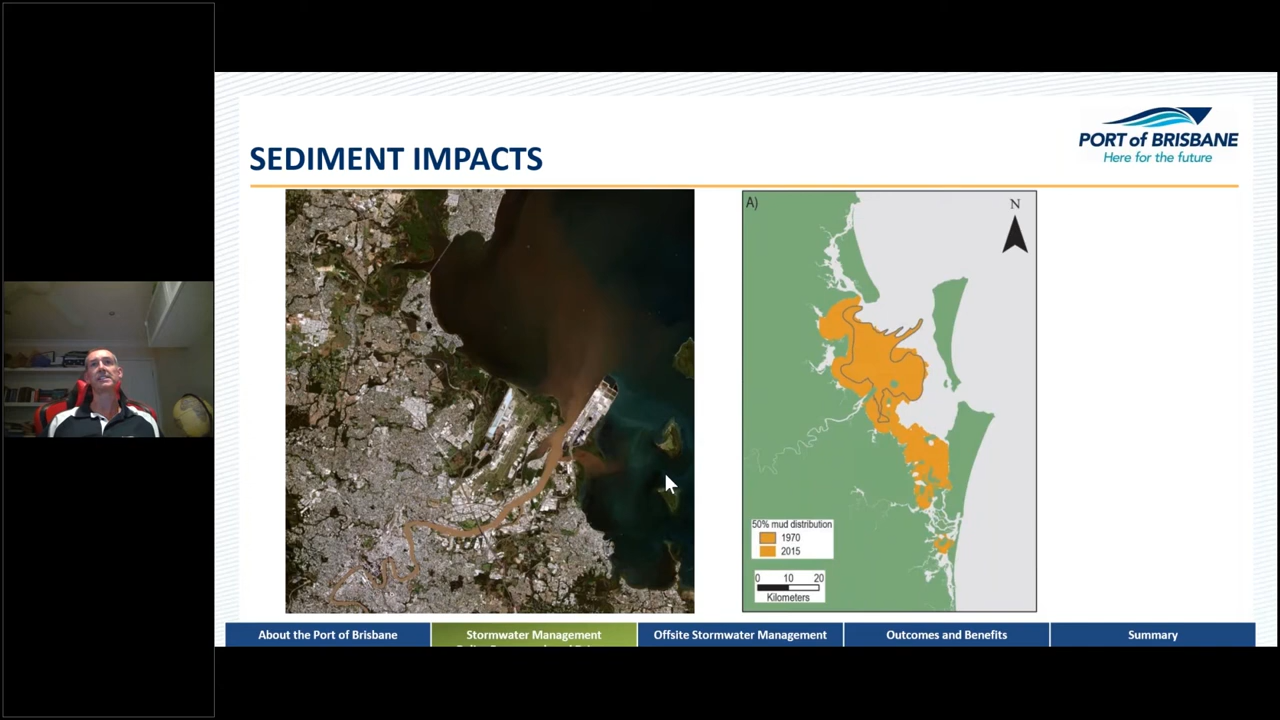 SEDIMENT IMPACTS
PORT of BRISBANE
Here for the future
A)
N
50% mud distribution
1970
2015
0 10 20
Kilometers
About the Port of Brisbane
Stormwater Management
Offsite Stormwater Management
Outcomes and Benefits
Summary